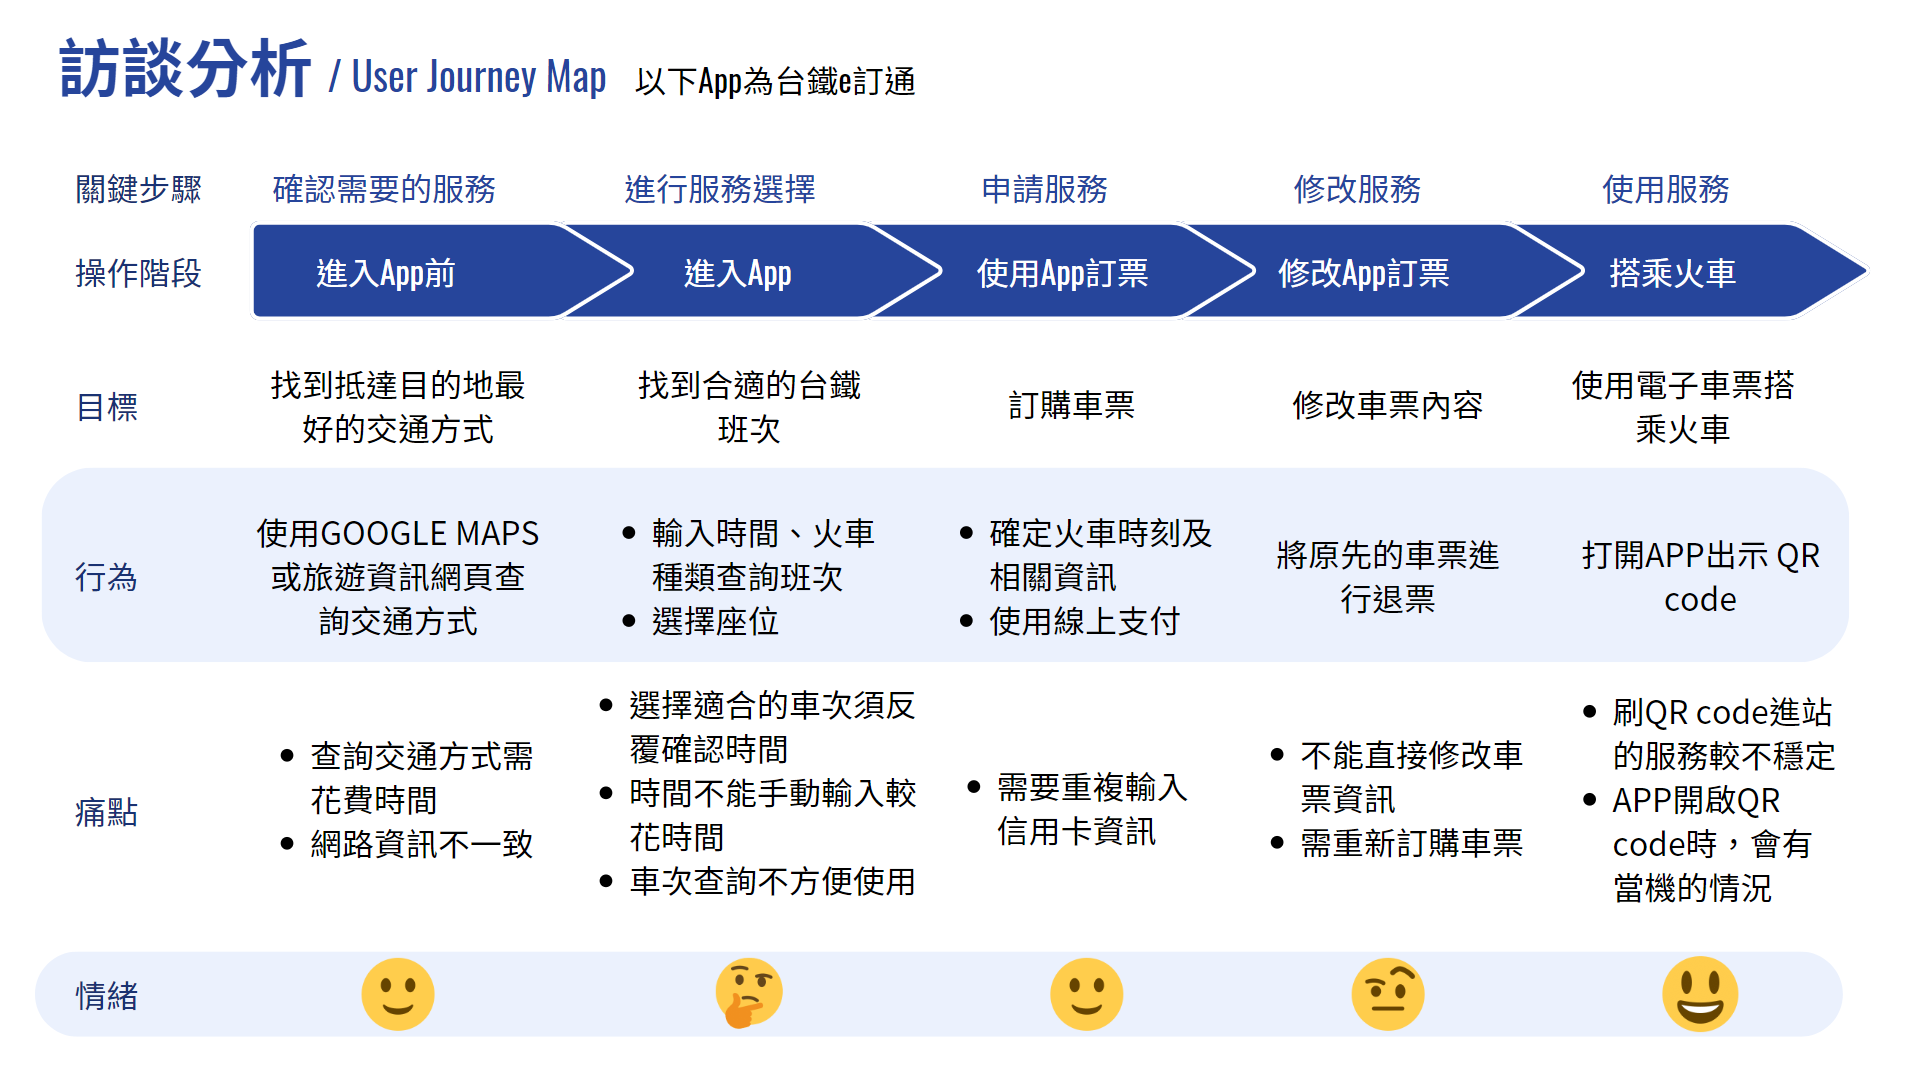 訪談分析 / User Journey Map 以下App為台鐵e訂通
關鍵步驟 確認需要的服務 進行服務選擇 申請服務 修改服務 使用服務
操作階段 進入App前 進入App 使用App訂票 修改App訂票 搭乘火車
目標
找到抵達目的地最
好的交通方式
找到合適的台鐵
班次
訂購車票
修改車票內容
使用電子車票搭
乘火車
行為
使用GOOGLE MAPS
或旅遊資訊網頁查
詢交通方式
• 輸入時間、火車
種類查詢班次
• 選擇座位
• 確定火車時刻及
相關資訊
• 使用線上支付
將原先的車票進
行退票
打開APP出示 QR
code
痛點
• 查詢交通方式需
花費時間
• 網路資訊不一致
• 選擇適合的車次須反
覆確認時間
• 時間不能手動輸入較
花時間
• 車次查詢不方便使用
• 需要重複輸入
信用卡資訊
• 不能直接修改車
票資訊
• 需重新訂購車票
• 刷QR code進站
的服務較不穩定
• APP開啟QR
code時，會有
當機的情況
情緒